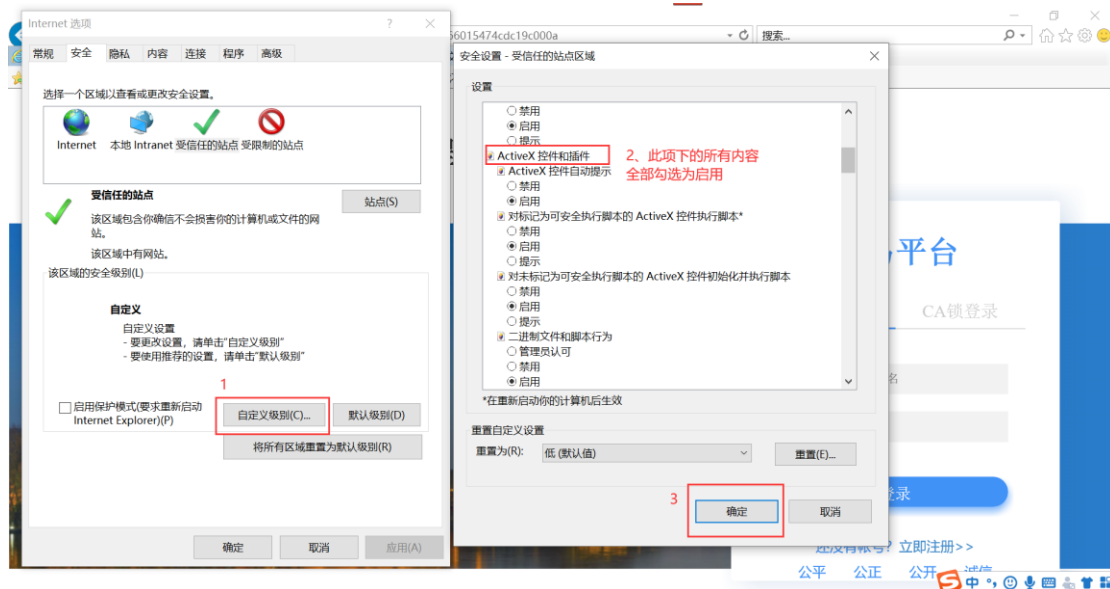 Internet 选项
常规 安全 隐私 内容 连接 程序 高级
选择一个区域以查看或更改安全设置。
Internet 本地 Intranet 受信任的站点 受限制的站点
受信任的站点
站点(S)
该区域包含你确信不会损害你的计算机或文件的网
站。
该区域中有网站。
该区域的安全级别(L)
自定义
自定义设置
- 要更改设置，请单击"自定义级别"
- 要使用推荐的设置，请单击"默认级别"
1
启用保护模式(要求重新启动
Internet Explorer)(P)
自定义级别(C)...
默认级别(D)
将所有区域重置为默认级别(R)
确定 取消 应用(A)
56015474cdc19c000a
搜索...
安全设置 - 受信任的站点区域
设置
禁用
启用
提示
ActiveX 控件和插件
2、此项下的所有内容
全部勾选为启用
ActiveX 控件自动提示
禁用
启用
对标记为可安全执行脚本的 ActiveX 控件执行脚本*
禁用
启用
提示
对未标记为可安全执行脚本的 ActiveX 控件初始化并执行脚本
禁用
启用
提示
二进制文件和脚本行为
管理员认可
禁用
启用
*在重新启动你的计算机后生效
重置自定义设置
重置为(R):
低 (默认值)
重置(E)...
3
确定 取消
平台
CA锁登录
名
录
还没有帐号？立即注册>>
公平 公正 公开 诚信
中